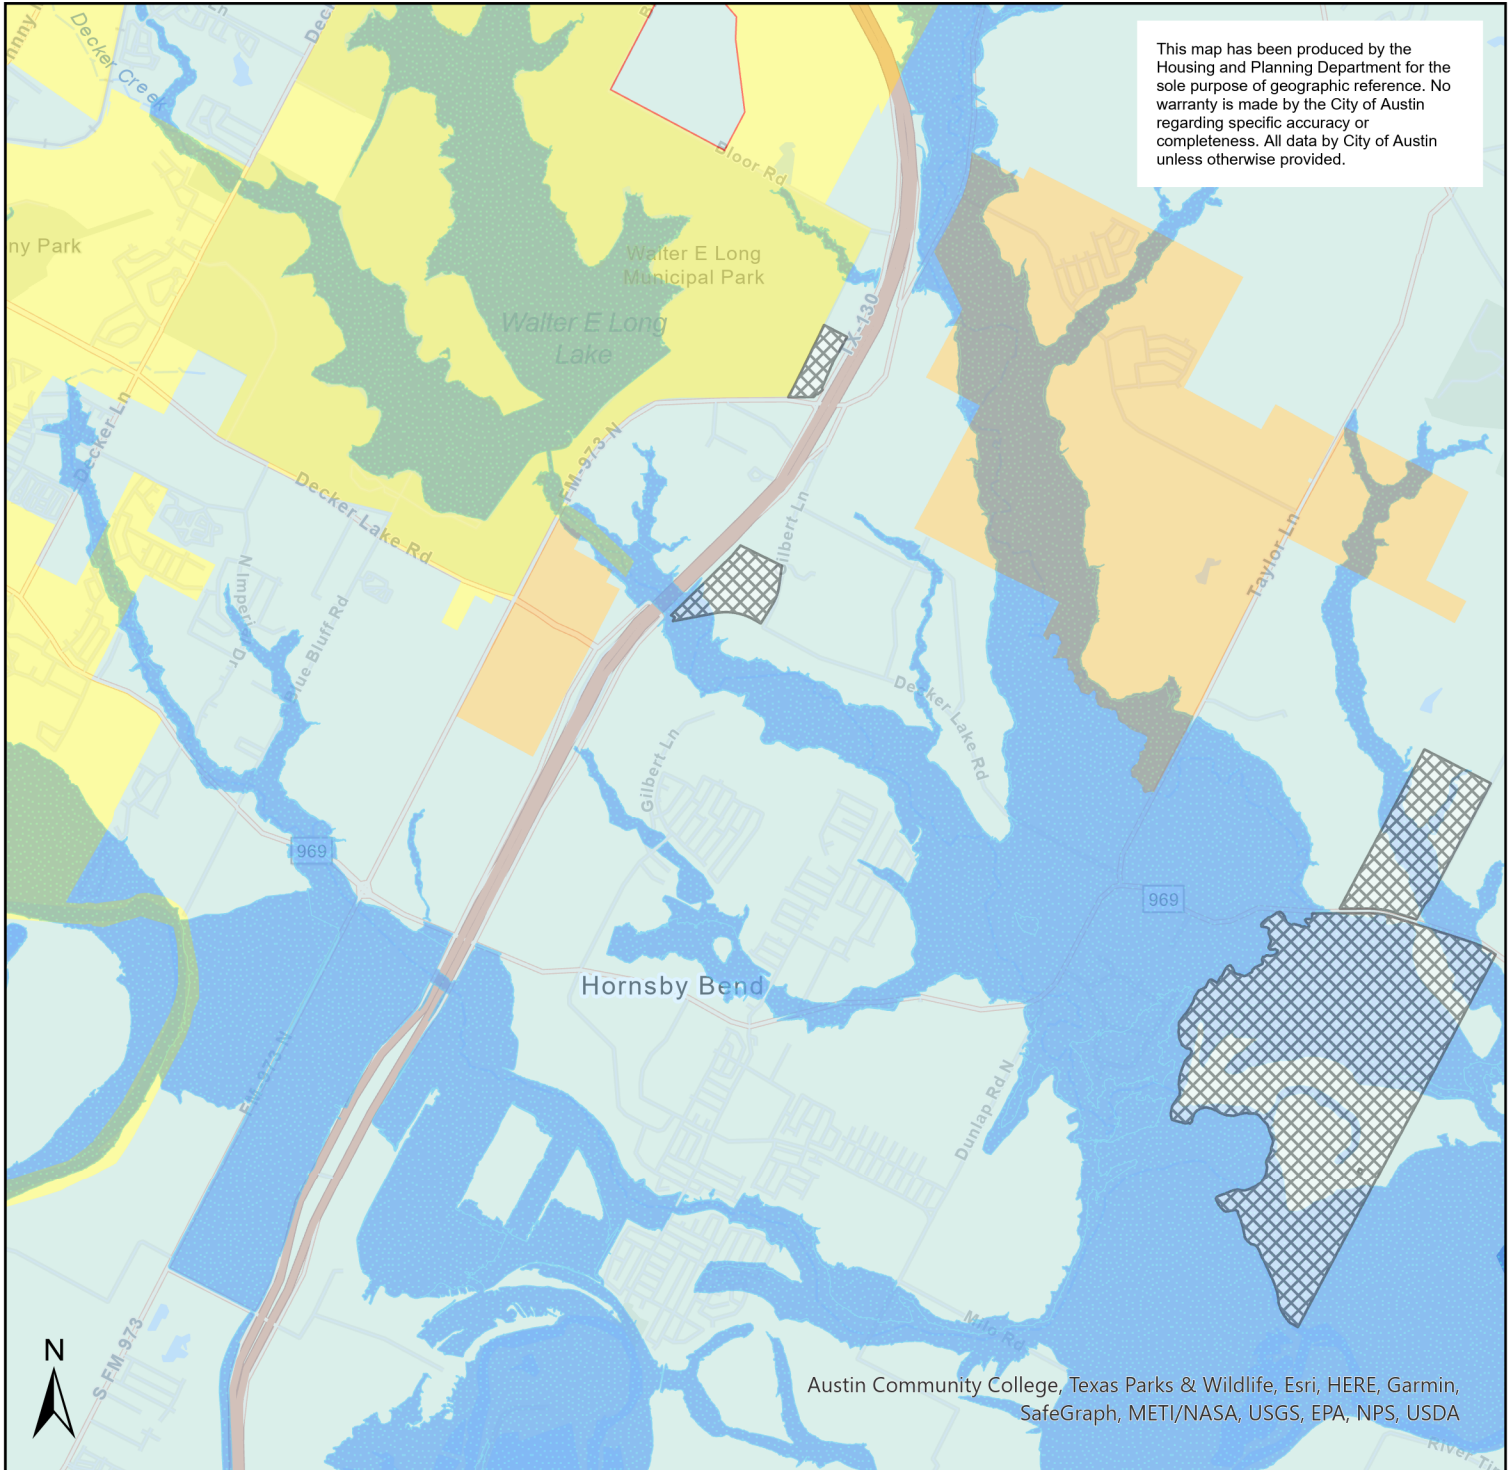 This map has been produced by the
Housing and Planning Department for the
sole purpose of geographic reference. No
warranty is made by the City of Austin
regarding specific accuracy or
completeness. All data by City of Austin
unless otherwise provided.
Decker Creek
Bloor Rd
ny Park
Walter E Long
Municipal Park
Walter E Long
Lake
TX-130
Decker Ln
FM-973 N
Decker Lake Rd
Gilbert Ln
Taylor Ln
N Imperial Dr
Blue Bluff Rd
Decker Lake Rd
Gilbert Ln
969
969
Hornsby Bend
FM-973 N
Dunlap Rd N
Milo Rd
S FM 973
N
Austin Community College, Texas Parks & Wildlife, Esri, HERE, Garmin,
SafeGraph, METI/NASA, USGS, EPA, NPS, USDA